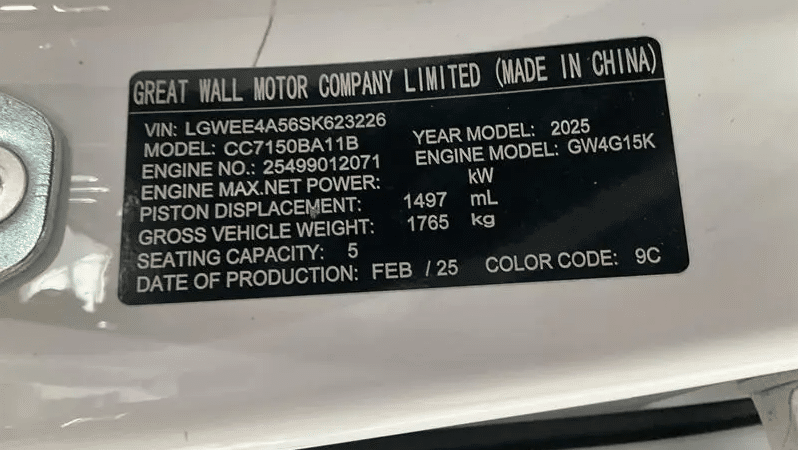 GREAT WALL MOTOR COMPANY LIMITED (MADE IN CHINA)
VIN: LGWEE4A56SK623226
MODEL: CC7150BA11B YEAR MODEL: 2025
ENGINE NO.: 25499012071 ENGINE MODEL: GW4G15K
ENGINE MAX.NET POWER: kW
PISTON DISPLACEMENT: 1497 mL
GROSS VEHICLE WEIGHT: 1765 kg
SEATING CAPACITY: 5
DATE OF PRODUCTION: FEB / 25 COLOR CODE: 9C